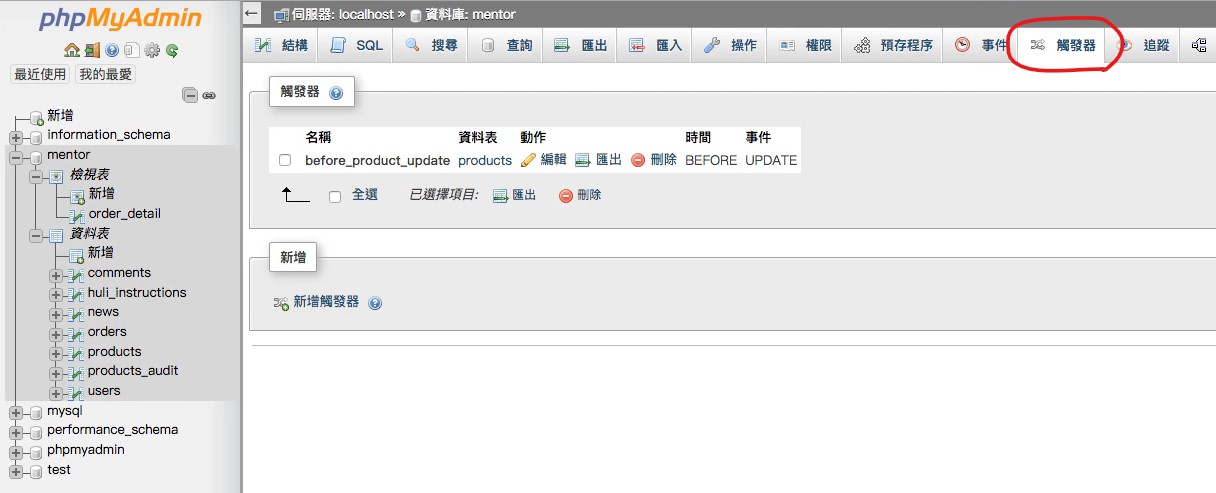 phpMyAdmin
最近使用 我的最愛
新增
information_schema
mentor
檢視表
新增
order_detail
資料表
新增
comments
huli_instructions
news
orders
products
products_audit
users
mysql
performance_schema
phpmyadmin
test
伺服器: localhost » 資料庫: mentor
結構 SQL 搜尋 查詢 匯出 匯入 操作 權限 預存程序 事件 觸發器 追蹤
觸發器
名稱 資料表 動作 時間 事件
before_product_update products 編輯 匯出 刪除 BEFORE UPDATE
全選 已選擇項目: 匯出 刪除
新增
新增觸發器